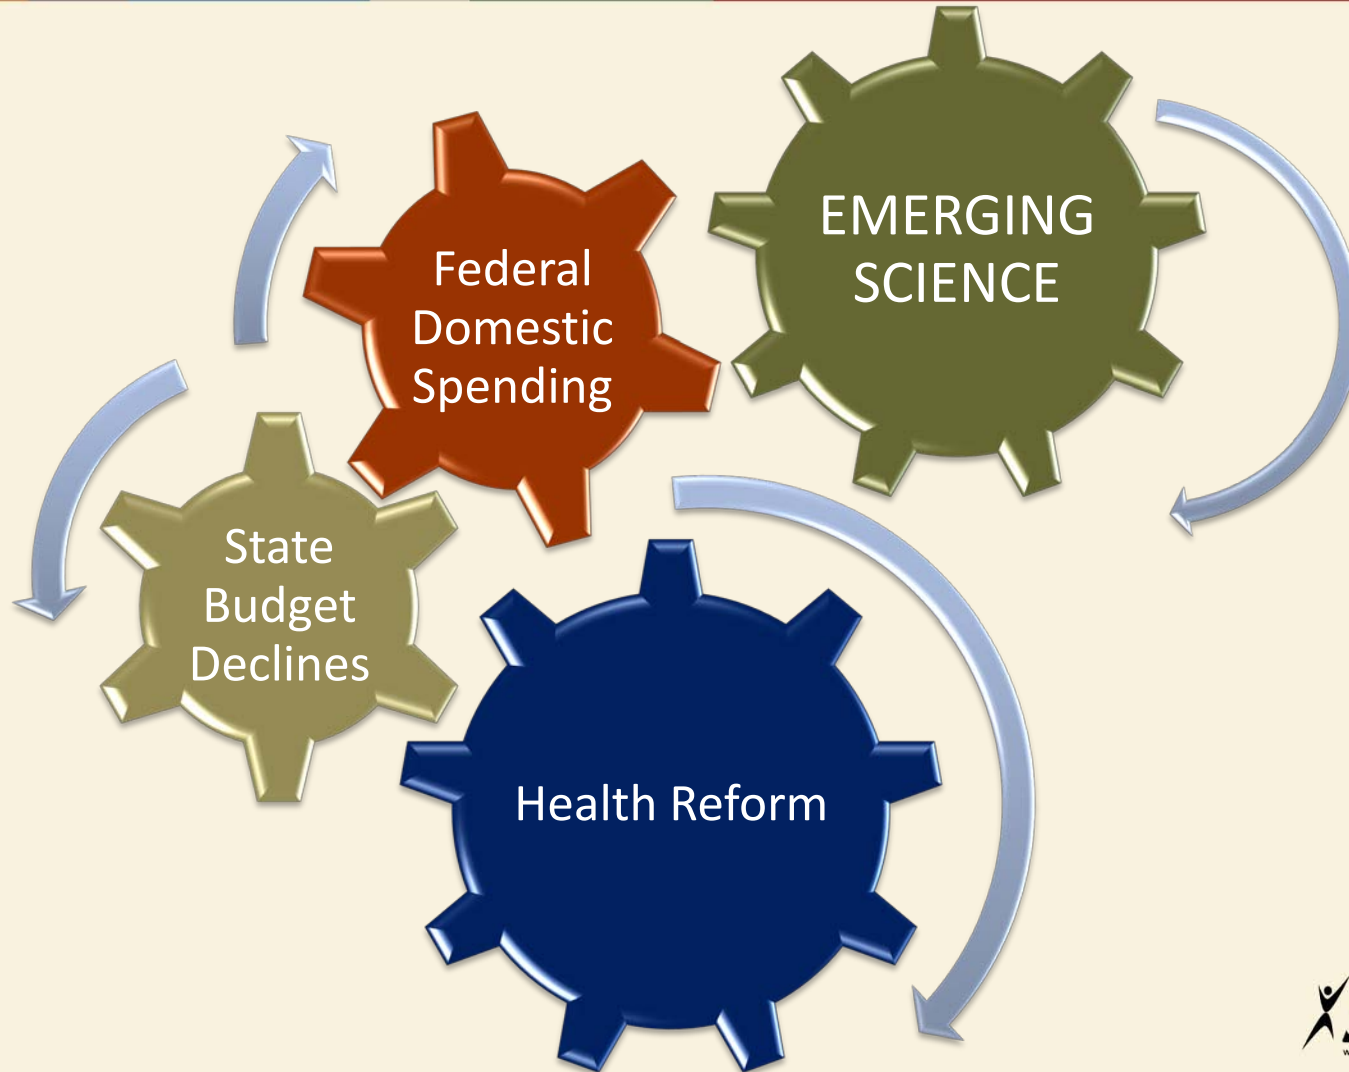 EMERGING
SCIENCE
Federal
Domestic
Spending
State
Budget
Declines
Health Reform